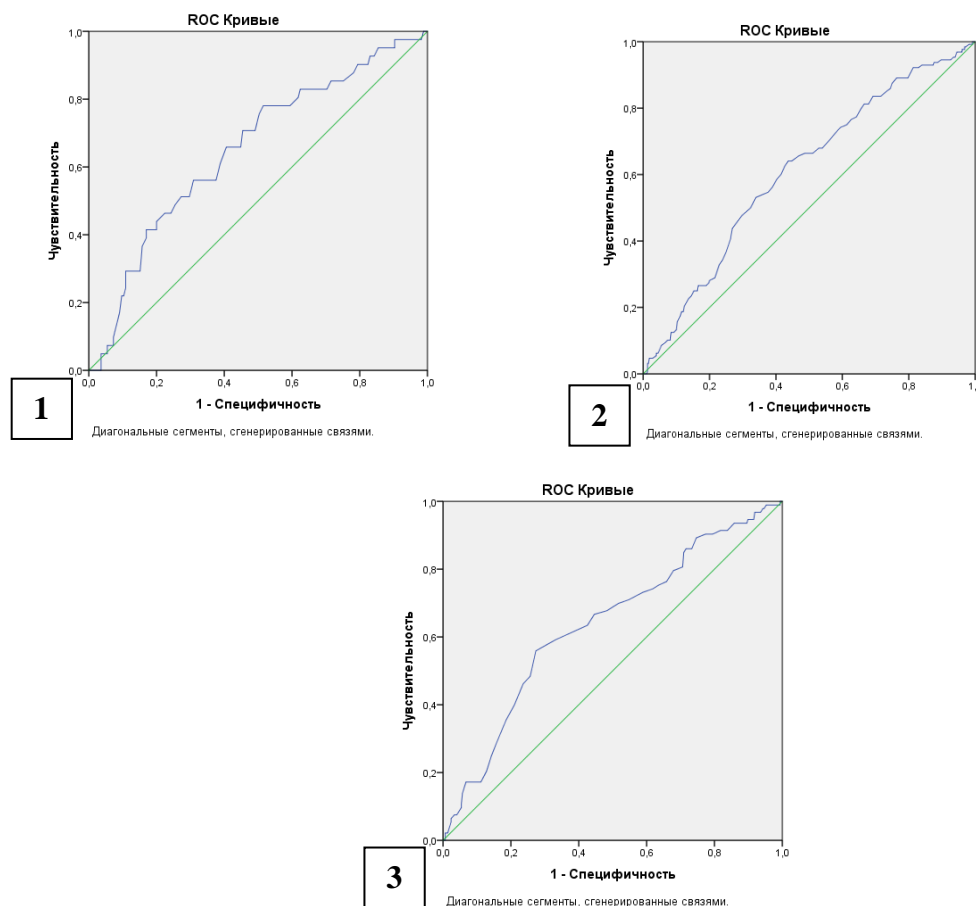 ROC Кривые
1,0
0,8
0,6
0,4
0,2
0,0
Чувствительность
0,0 0,2 0,4 0,6 0,8 1,0
1 - Специфичность
Диагональные сегменты, сгенерированные связями.
1
ROC Кривые
1,0
0,8
0,6
0,4
0,2
0,0
Чувствительность
0,0 0,2 0,4 0,6 0,8 1,
1 - Специфичность
Диагональные сегменты, сгенерированные связями.
2
ROC Кривые
1,0
0,8
0,6
0,4
0,2
0,0
Чувствительность
0,0 0,2 0,4 0,6 0,8 1,0
1 - Специфичность
Диагональные сегменты, сгенерированные связями.
3